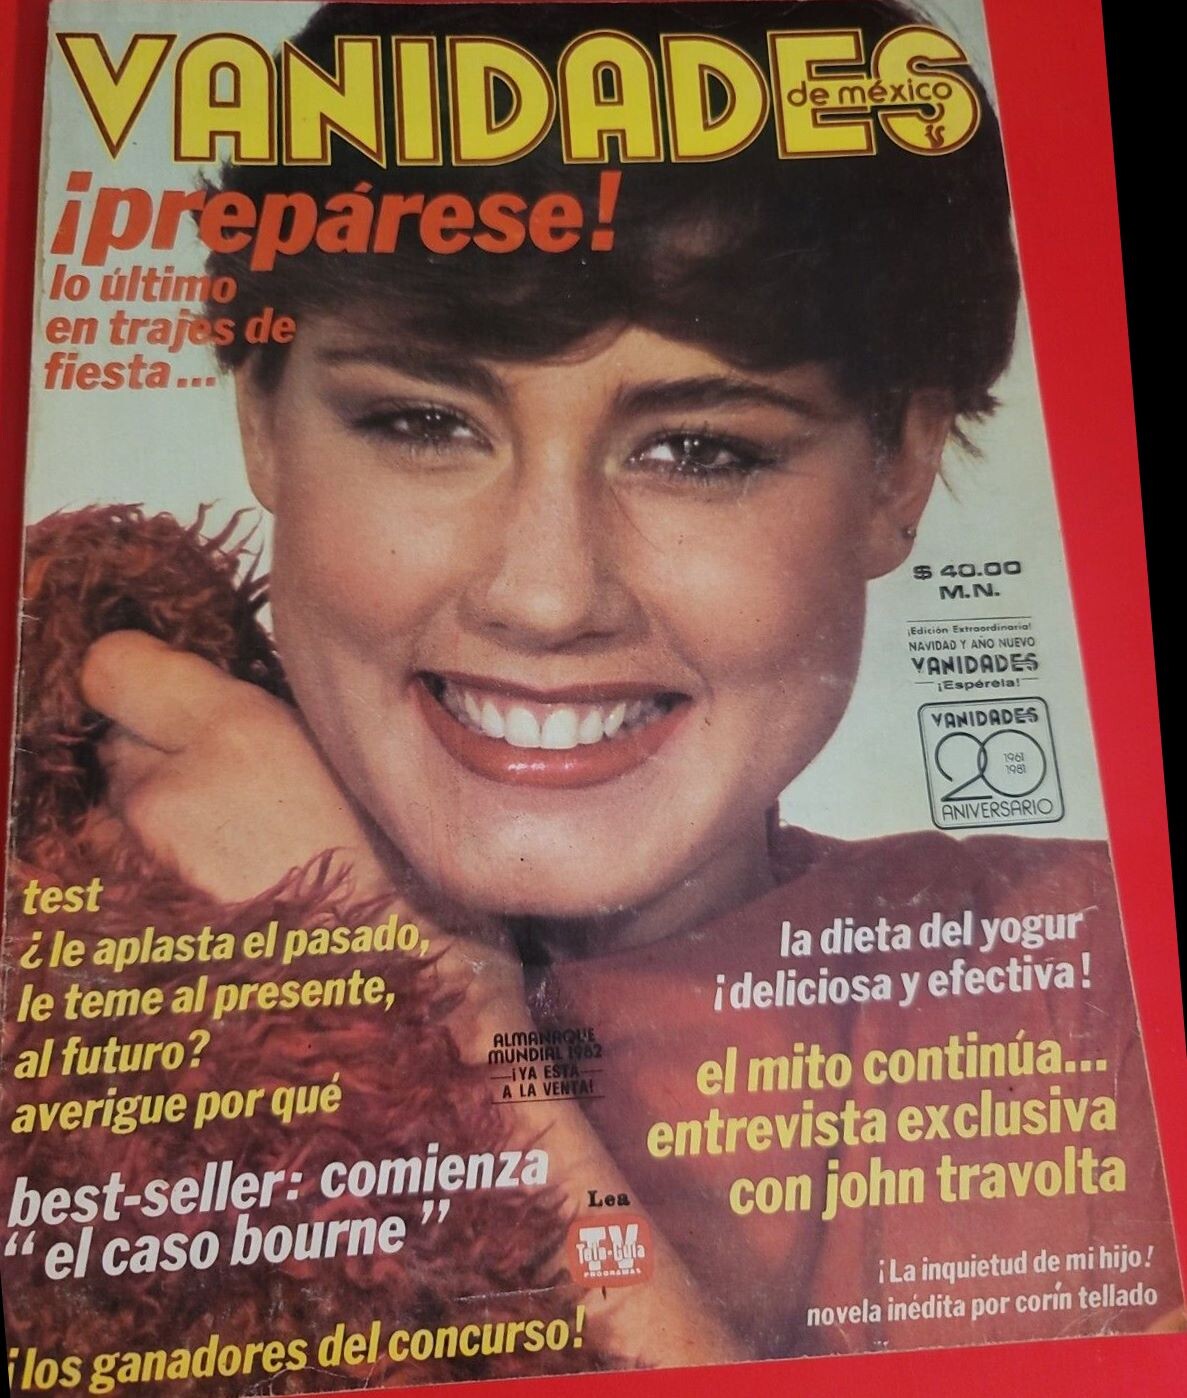 VANIDADES
de méxico
¡prepárese!
lo último
en trajes de
fiesta...
$ 40.00
M.N.
¡Edición Extraordinaria!
NAVIDAD Y AÑO NUEVO
VANIDADES
¡Espérela!
VANIDADES
20
1961
1981
ANIVERSARIO
test
¿le aplasta el pasado,
le teme al presente,
al futuro?
averigue por qué
la dieta del yogur
¡deliciosa y efectiva!
ALMANAQUE
MUNDIAL 1982
¡YA ESTA
A LA VENTA!
el mito continúa...
entrevista exclusiva
con john travolta
best-seller: comienza
"el caso bourne"
Lea
TV
Tele-Guía
PROGRAMAS
¡La inquietud de mi hijo!
novela inédita por corín tellado
¡los ganadores del concurso!